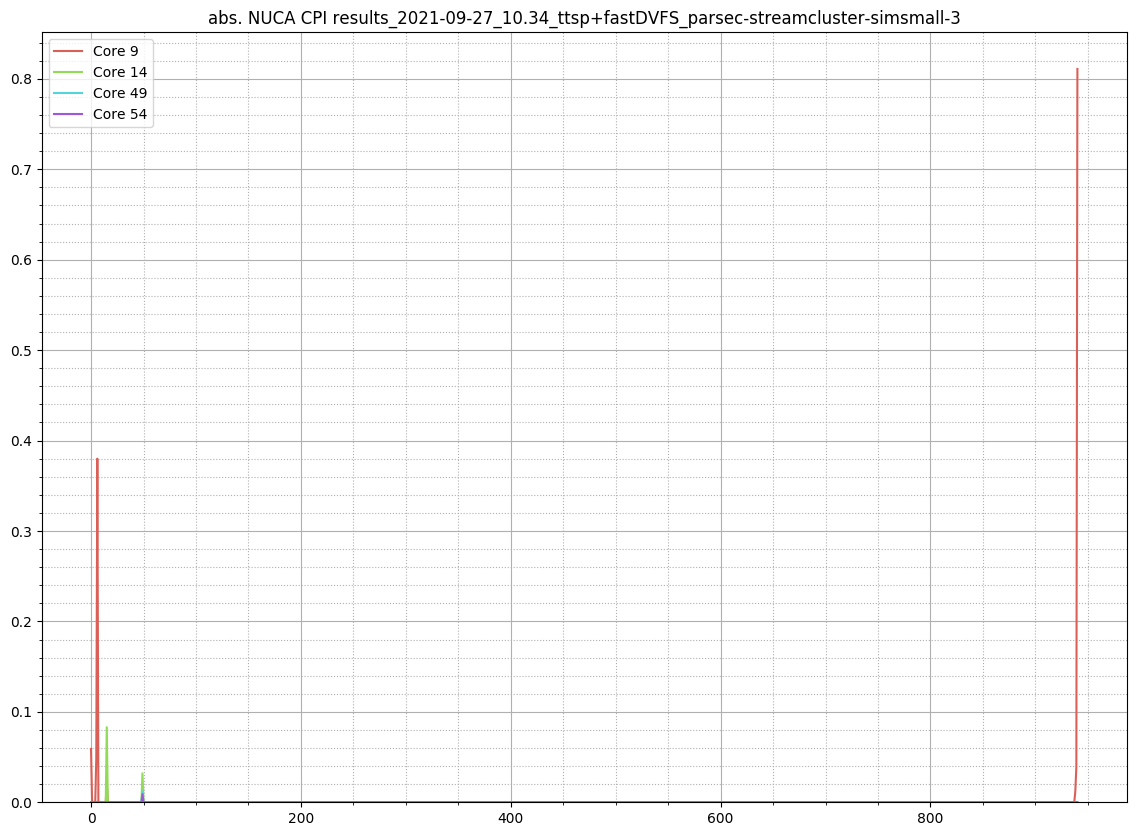 abs. NUCA CPI results_2021-09-27_10.34_ttsp+fastDVFS_parsec-streamcluster-simsmall-3
Core 9
Core 14
Core 49
Core 54
0.8
0.7
0.6
0.5
0.4
0.3
0.2
0.1
0.0
0 200 400 600 800